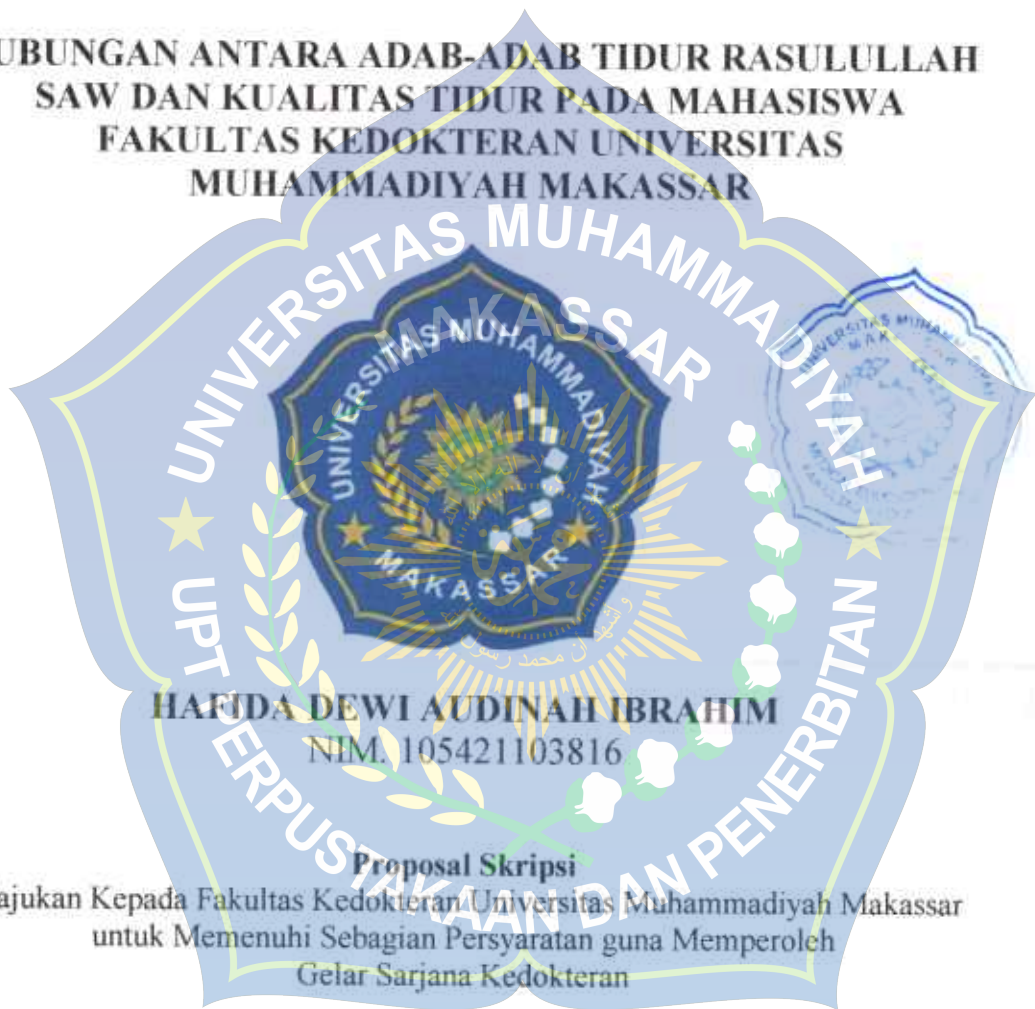 UBUNGAN ANTARA ADAB-ADAB TIDUR RASULULLAH
SAW DAN KUALITAS TIDUR PADA MAHASISWA
FAKULTAS KEDOKTERAN UNIVERSITAS
MUHAMMADIYAH MAKASSAR
UNIVERSITAS MUHAMMADIYAH
MAKASSAR
UPT PERPUSTAKAAN DAN PENERBITAN
UNIVERSITAS MUHAMMADIYAH
MAKASSAR
UNIVERSITAS
HAFIDA DEWI AUDINAH IBRAHIM
NIM. 105421103816
Proposal Skripsi
ajukan Kepada Fakultas Kedokteran Universitas Muhammadiyah Makassar
untuk Memenuhi Sebagian Persyaratan guna Memperoleh
Gelar Sarjana Kedokteran